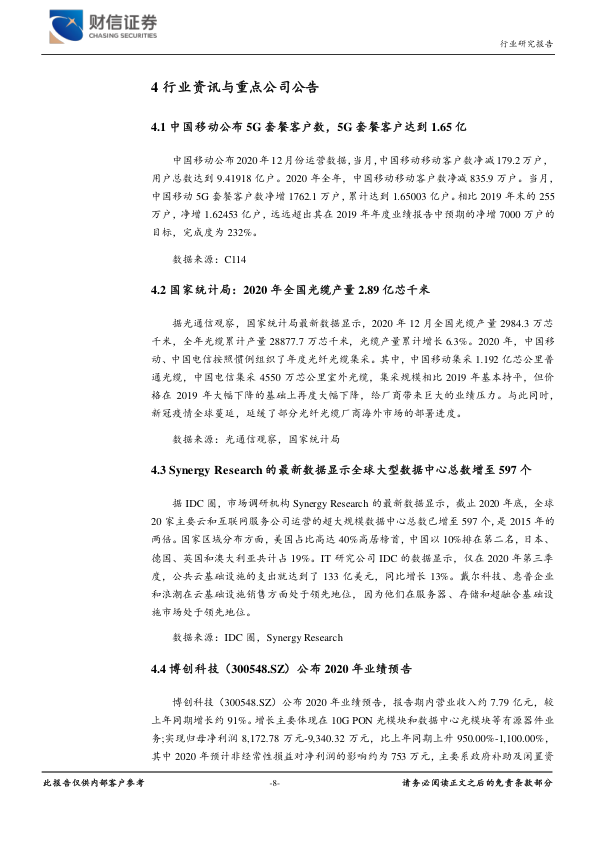 财信证券
CHASING SECURITIES
行业研究报告
4 行业资讯与重点公司公告
4.1 中国移动公布 5G 套餐客户数，5G 套餐客户达到 1.65 亿
中国移动公布 2020 年 12 月份运营数据,当月,中国移动移动客户数净减 179.2 万户,
用户总数达到 9.41918 亿户。2020 年全年，中国移动移动客户数净减 835.9 万户。当月，
中国移动 5G 套餐客户数净增 1762.1 万户，累计达到 1.65003 亿户。相比 2019 年末的 255
万户，净增 1.62453 亿户，远远超出其在 2019 年年度业绩报告中预期的净增 7000 万户的
目标，完成度为 232%。
数据来源：C114
4.2 国家统计局：2020 年全国光缆产量 2.89 亿芯千米
据光通信观察，国家统计局最新数据显示，2020 年 12 月全国光缆产量 2984.3 万芯
千米，全年光缆累计产量 28877.7 万芯千米，光缆产量累计增长 6.3%。2020 年，中国移
动、中国电信按照惯例组织了年度光纤光缆集采。其中，中国移动集采 1.192 亿芯公里普
通光缆，中国电信集采 4550 万芯公里室外光缆，集采规模相比 2019 年基本持平，但价
格在 2019 年大幅下降的基础上再度大幅下降，给厂商带来巨大的业绩压力。与此同时，
新冠疫情全球蔓延，延缓了部分光纤光缆厂商海外市场的部署进度。
数据来源：光通信观察，国家统计局
4.3 Synergy Research 的最新数据显示全球大型数据中心总数增至 597 个
据 IDC 圈，市场调研机构 Synergy Research 的最新数据显示，截止 2020 年底，全球
20 家主要云和互联网服务公司运营的超大规模数据中心总数已增至 597 个,是 2015 年的
两倍。国家区域分布方面，美国占比高达 40%高居榜首，中国以 10%排在第二名，日本、
德国、英国和澳大利亚共计占 19%。IT 研究公司 IDC 的数据显示，仅在 2020 年第三季
度，公共云基础设施的支出就达到了 133 亿美元，同比增长 13%。戴尔科技、惠普企业
和浪潮在云基础设施销售方面处于领先地位，因为他们在服务器、存储和超融合基础设
施市场处于领先地位。
数据来源：IDC 圈，Synergy Research
4.4 博创科技（300548.SZ）公布 2020 年业绩预告
博创科技（300548.SZ）公布 2020 年业绩预告，报告期内营业收入约 7.79 亿元，较
上年同期增长约 91%。增长主要体现在 10G PON 光模块和数据中心光模块等有源器件业
务;实现归母净利润 8,172.78 万元-9,340.32 万元，比上年同期上升 950.00%-1,100.00%，
其中 2020 年预计非经常性损益对净利润的影响约为 753 万元，主要系政府补助及闲置资
此报告仅供内部客户参考
-8-
请务必阅读正文之后的免责条款部分